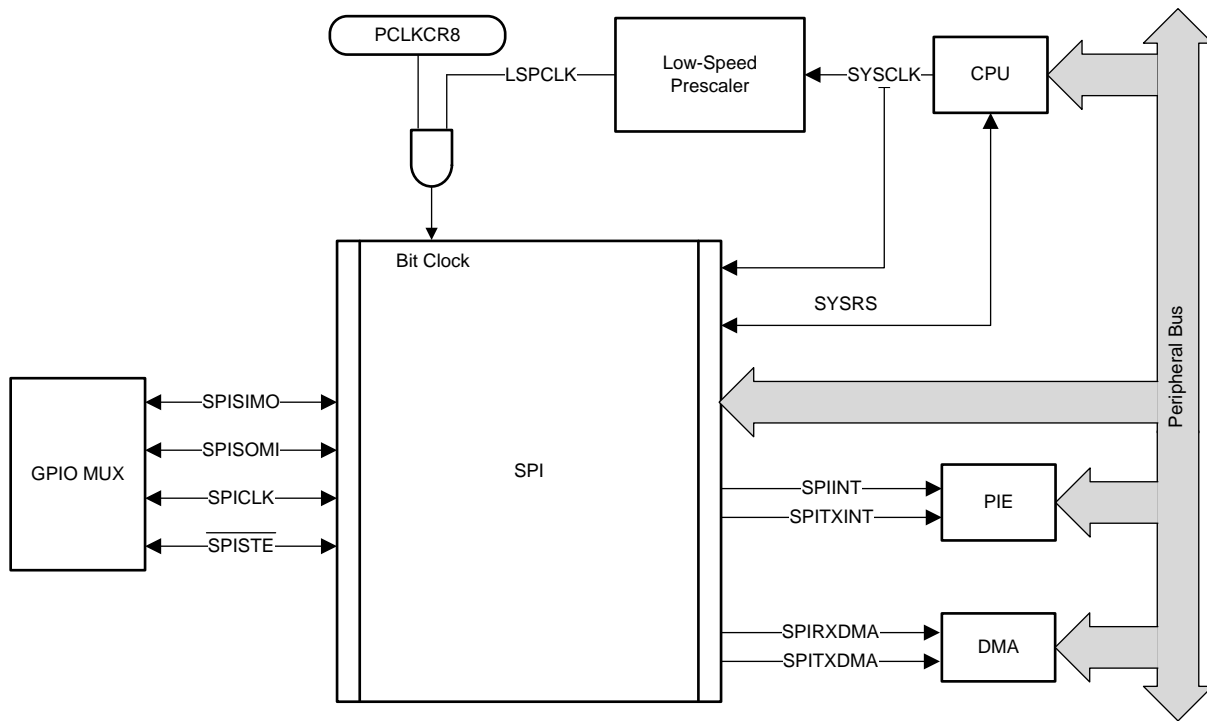 PCLKCR8
LSPCLK
Low-Speed
Prescaler
SYSCLK
CPU
Bit Clock
SYSRS
Peripheral Bus
GPIO MUX
SPISIMO
SPISOMI
SPICLK
SPISTE
SPI
SPIINT
SPITXINT
PIE
SPIRXDMA
SPITXDMA
DMA